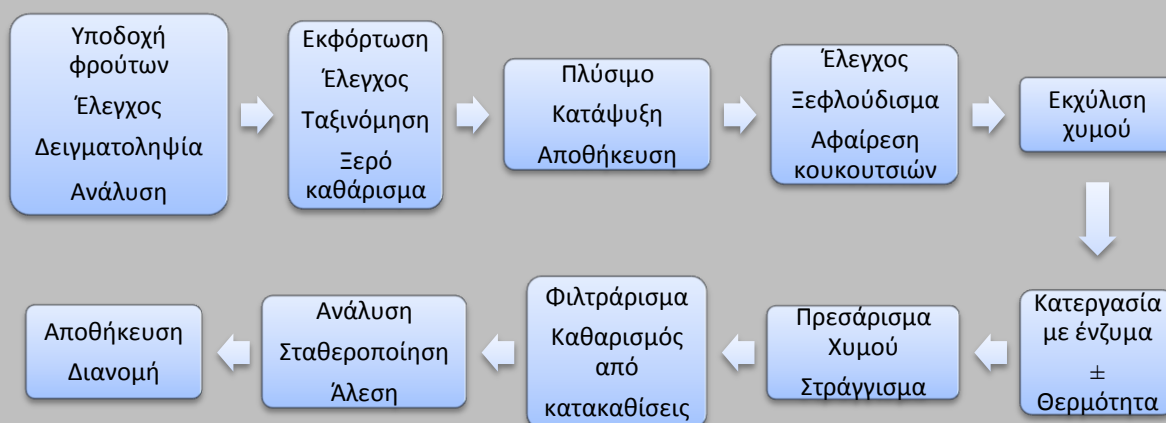 Υποδοχή
φρούτων
Έλεγχος
Δειγματοληψία
Ανάλυση
Εκφόρτωση
Έλεγχος
Ταξινόμηση
Ξερό
καθάρισμα
Πλύσιμο
Κατάψυξη
Αποθήκευση
Έλεγχος
Ξεφλούδισμα
Αφαίρεση
κουκουτσιών
Εκχύλιση
χυμού
Κατεργασία
με ένζυμα
±
Θερμότητα
Πρεσάρισμα
Χυμού
Στράγγισμα
Φιλτράρισμα
Καθαρισμός
από
κατακαθίσεις
Ανάλυση
Σταθεροποίηση
Άλεση
Αποθήκευση
Διανομή